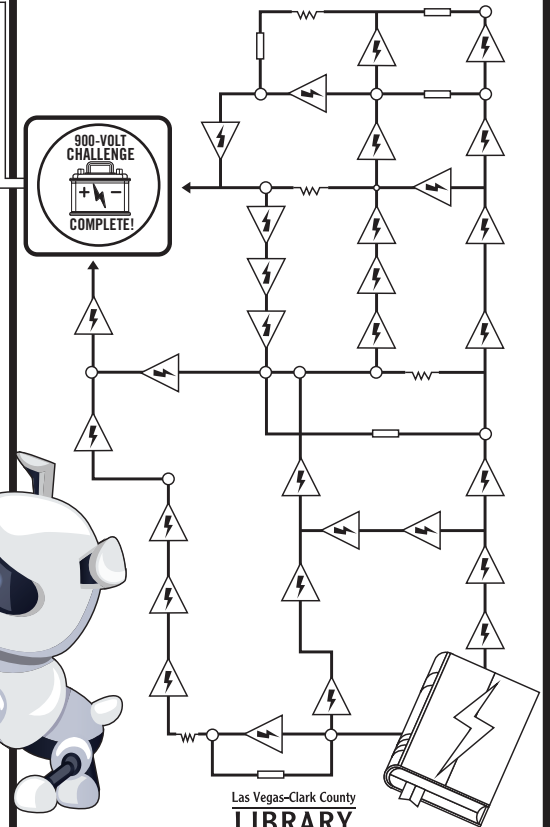 900-VOLT
CHALLENGE
+ −
COMPLETE!
Las Vegas–Clark County
LIBRARY